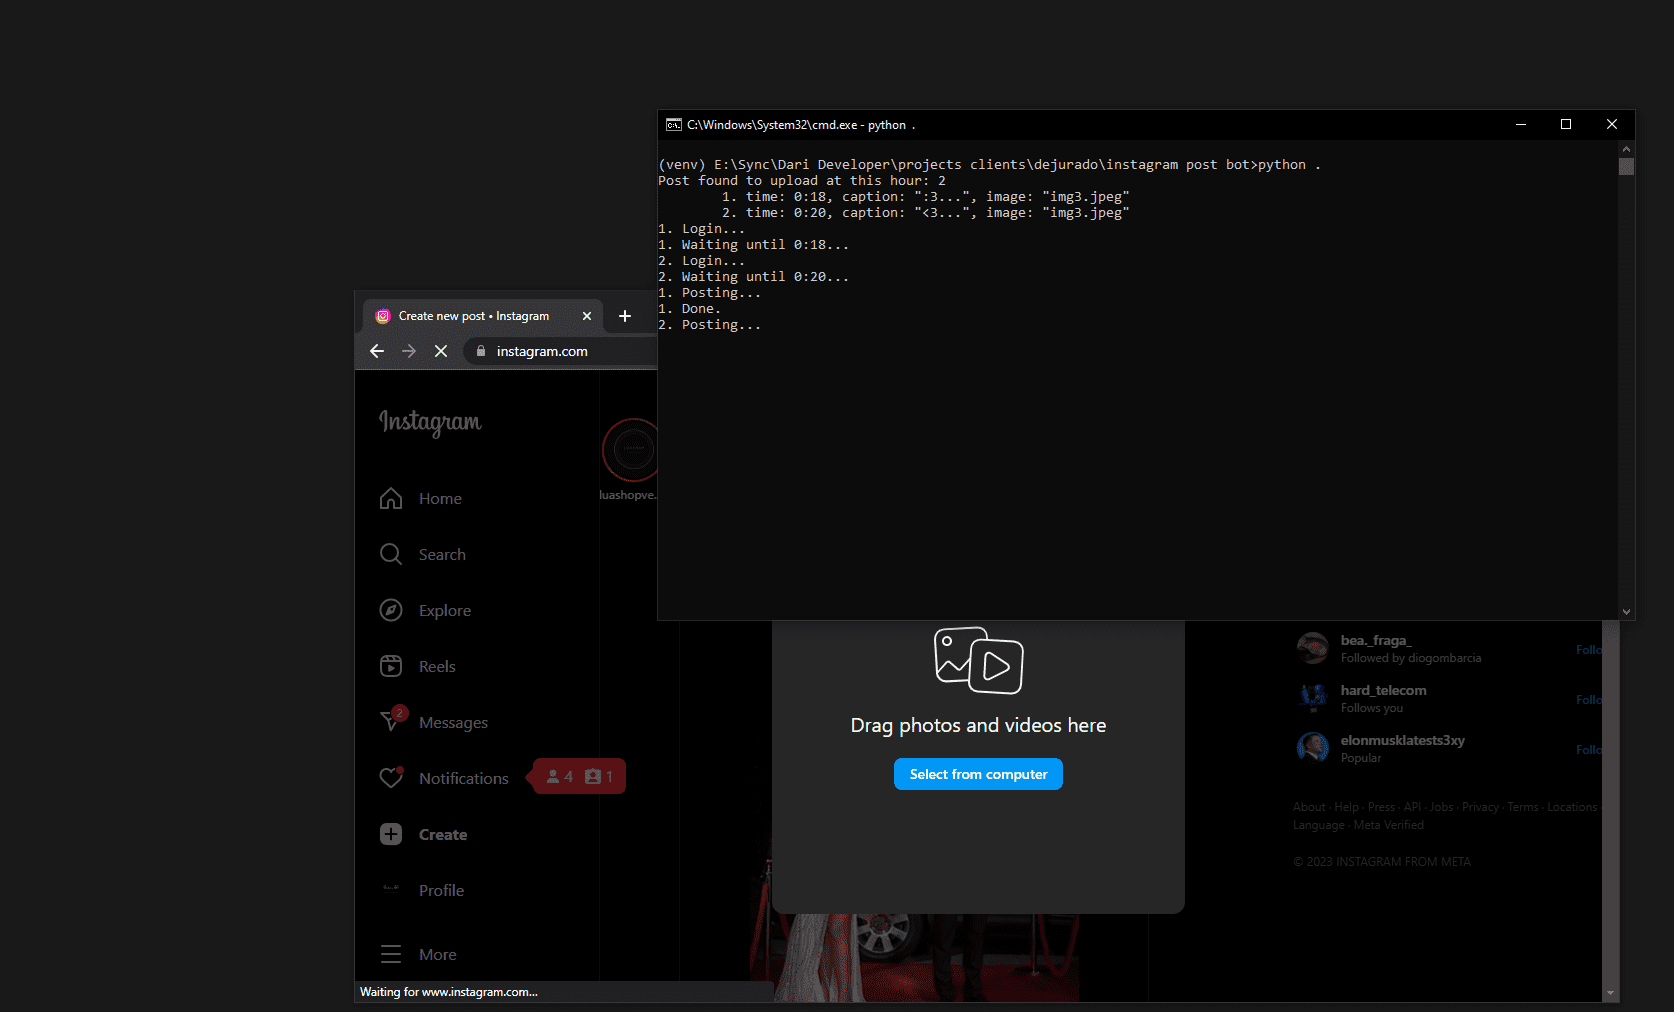 C:\Windows\System32\cmd.exe - python .
(venv) E:\Sync\Dari Developer\projects clients\dejurado\instagram post bot>python .
Post found to upload at this hour: 2
1. time: 0:18, caption: ":3...", image: "img3.jpeg"
2. time: 0:20, caption: "<3...", image: "img3.jpeg"
1. Login...
1. Waiting until 0:18...
2. Login...
2. Waiting until 0:20...
1. Posting...
1. Done.
2. Posting...
Create new post • Instagram
instagram.com
Instagram
luashopve...
Home
Search
Explore
Reels
2
Messages
Notifications
4 1
Create
Profile
More
Waiting for www.instagram.com...
Drag photos and videos here
Select from computer
bea._fraga_
Followed by diogombarcia
Follo
hard_telecom
Follows you
Follo
elonmusklatests3xy
Popular
Follo
About · Help · Press · API · Jobs · Privacy · Terms · Locations ·
Language · Meta Verified
© 2023 INSTAGRAM FROM META